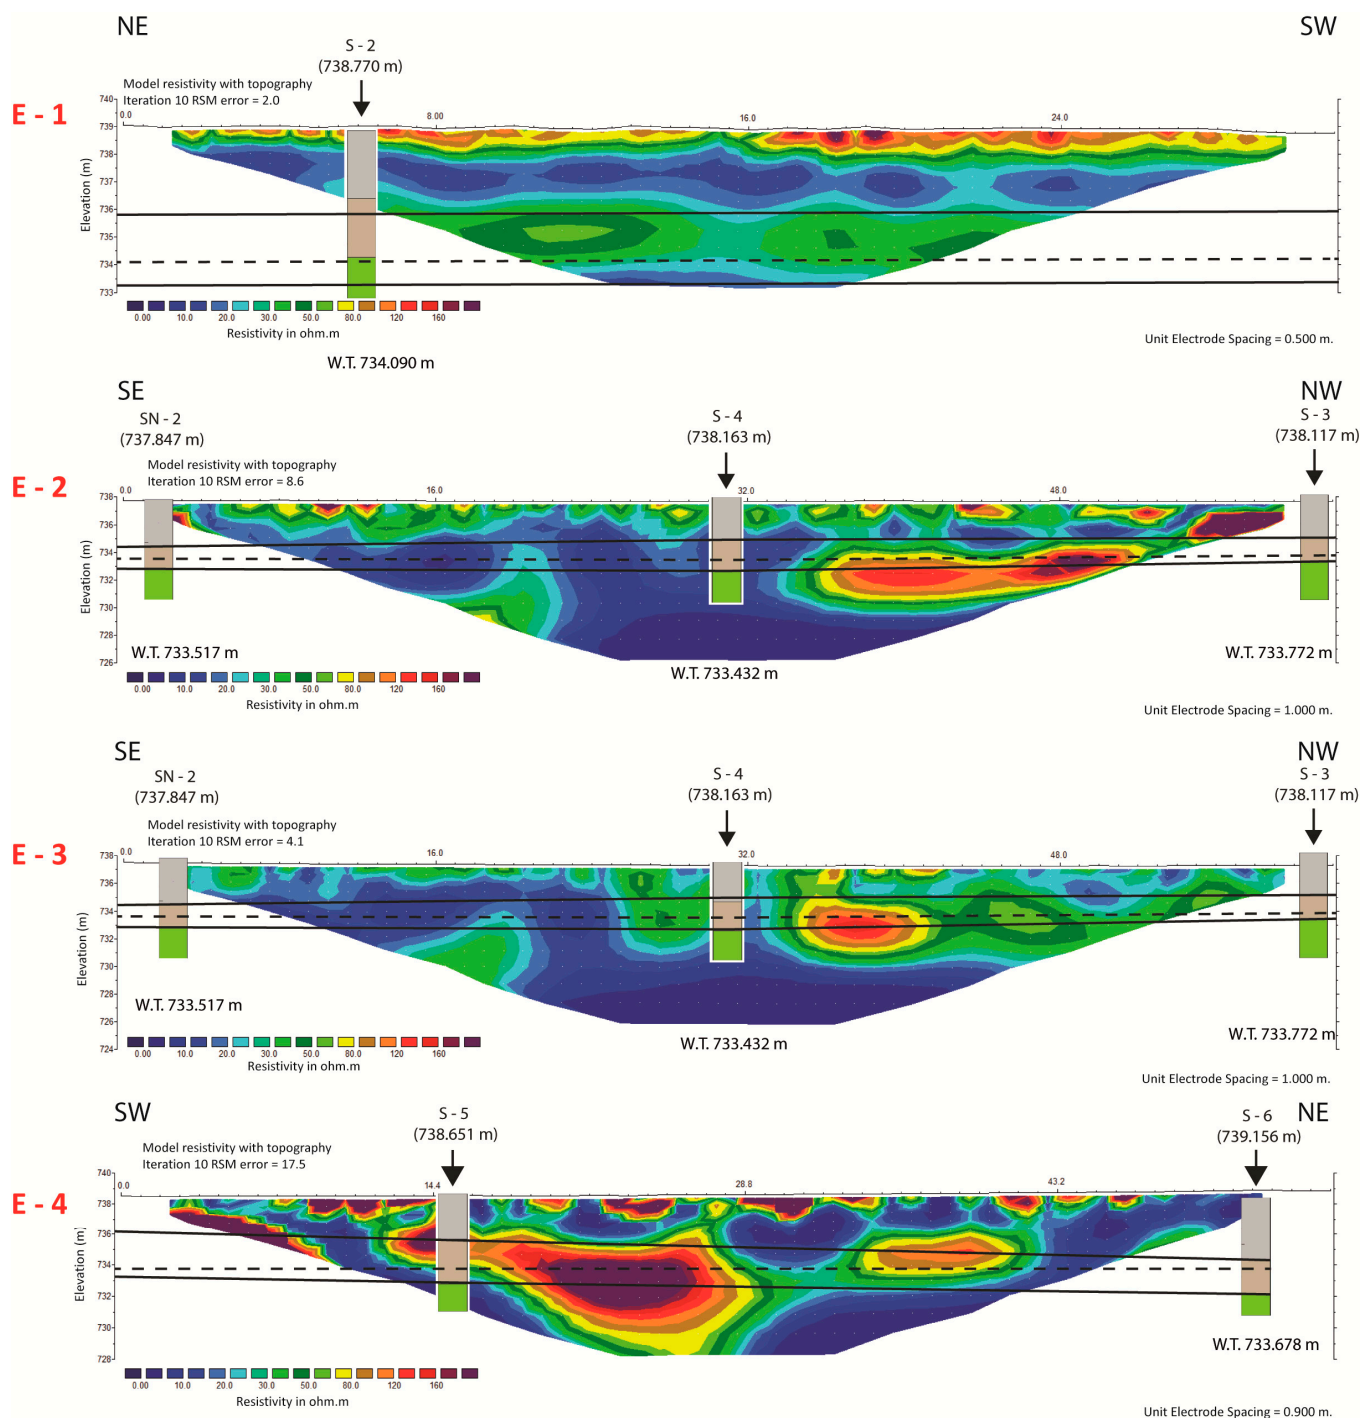 NE
SW
S - 2
(738.770 m)
Model resistivity with topography
Iteration 10 RSM error = 2.0
E - 1
740
0.0
8.00
16.0
24.0
739
738
737
736
735
734
733
Elevation (m)
0.00 10.0 20.0 30.0 50.0 80.0 120 160
Resistivity in ohm.m
Unit Electrode Spacing = 0.500 m.
W.T. 734.090 m
SE
NW
SN - 2
(737.847 m)
S - 4
(738.163 m)
S - 3
(738.117 m)
Model resistivity with topography
Iteration 10 RSM error = 8.6
E - 2
738
0.0
16.0
32.0
48.0
736
734
732
730
728
726
Elevation (m)
W.T. 733.517 m
W.T. 733.432 m
W.T. 733.772 m
0.00 10.0 20.0 30.0 50.0 80.0 120 160
Resistivity in ohm.m
Unit Electrode Spacing = 1.000 m.
SE
NW
SN - 2
(737.847 m)
S - 4
(738.163 m)
S - 3
(738.117 m)
Model resistivity with topography
Iteration 10 RSM error = 4.1
E - 3
738
0.0
16.0
32.0
48.0
736
734
732
730
728
726
724
Elevation (m)
W.T. 733.517 m
W.T. 733.432 m
W.T. 733.772 m
0.00 10.0 20.0 30.0 50.0 80.0 120 160
Resistivity in ohm.m
Unit Electrode Spacing = 1.000 m.
SW
NE
S - 5
(738.651 m)
S - 6
(739.156 m)
Model resistivity with topography
Iteration 10 RSM error = 17.5
E - 4
740
0.0
14.4
28.8
43.2
738
736
734
732
730
728
Elevation (m)
W.T. 733.678 m
0.00 10.0 20.0 30.0 50.0 80.0 120 160
Resistivity in ohm.m
Unit Electrode Spacing = 0.900 m.